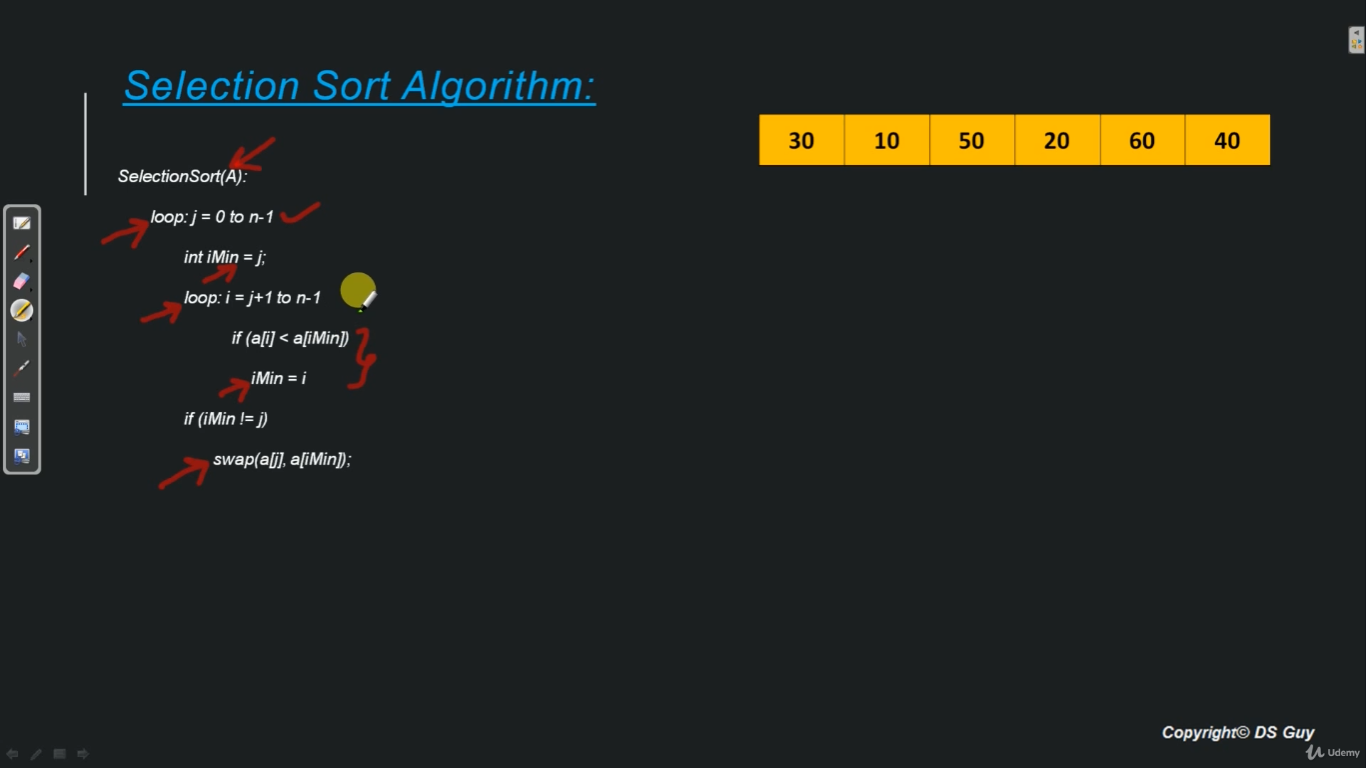 Selection Sort Algorithm:
30 10 50 20 60 40
SelectionSort(A):
loop: j = 0 to n-1
int iMin = j;
loop: i = j+1 to n-1
if (a[i] < a[iMin])
iMin = i
if (iMin != j)
swap(a[j], a[iMin]);
Copyright© DS Guy
Udemy